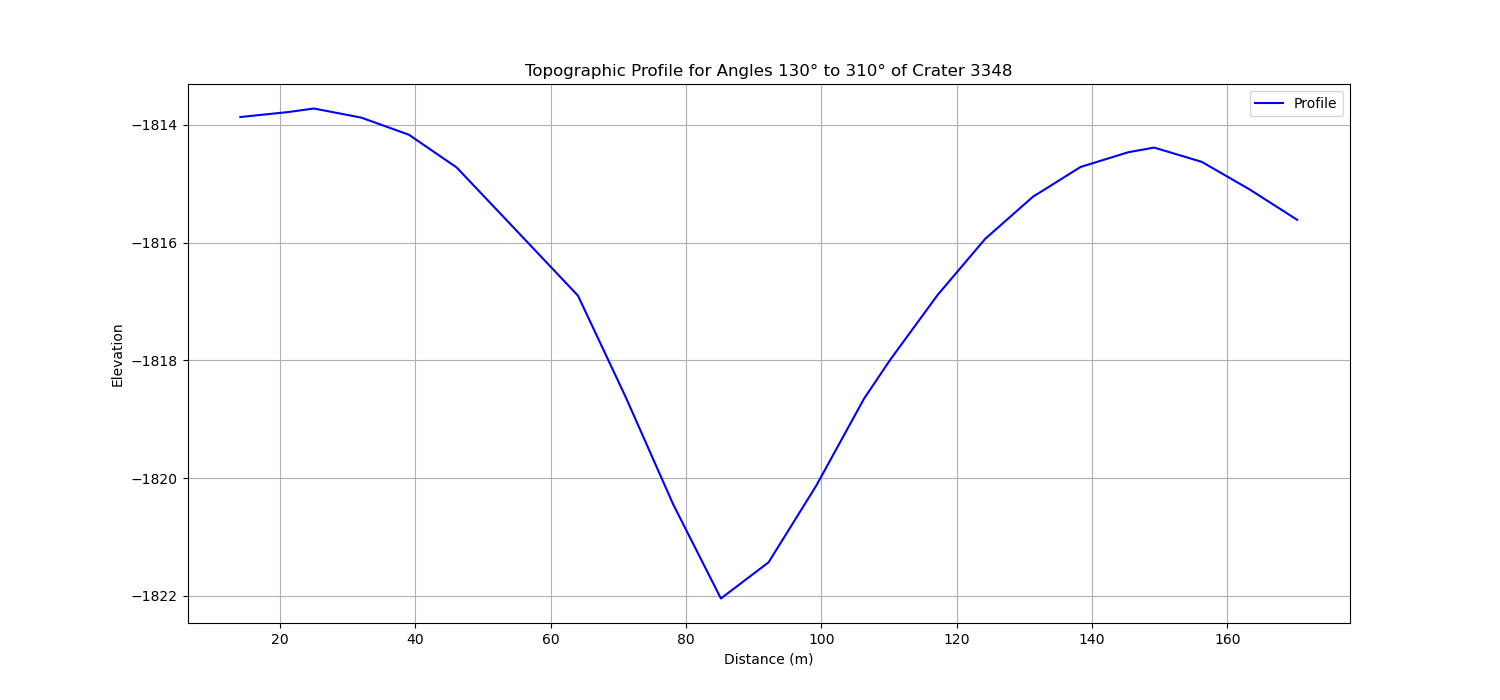 Topographic Profile for Angles 130° to 310° of Crater 3348
Profile
−1814
−1816
−1818
−1820
−1822
Elevation
20 40 60 80 100 120 140 160
Distance (m)